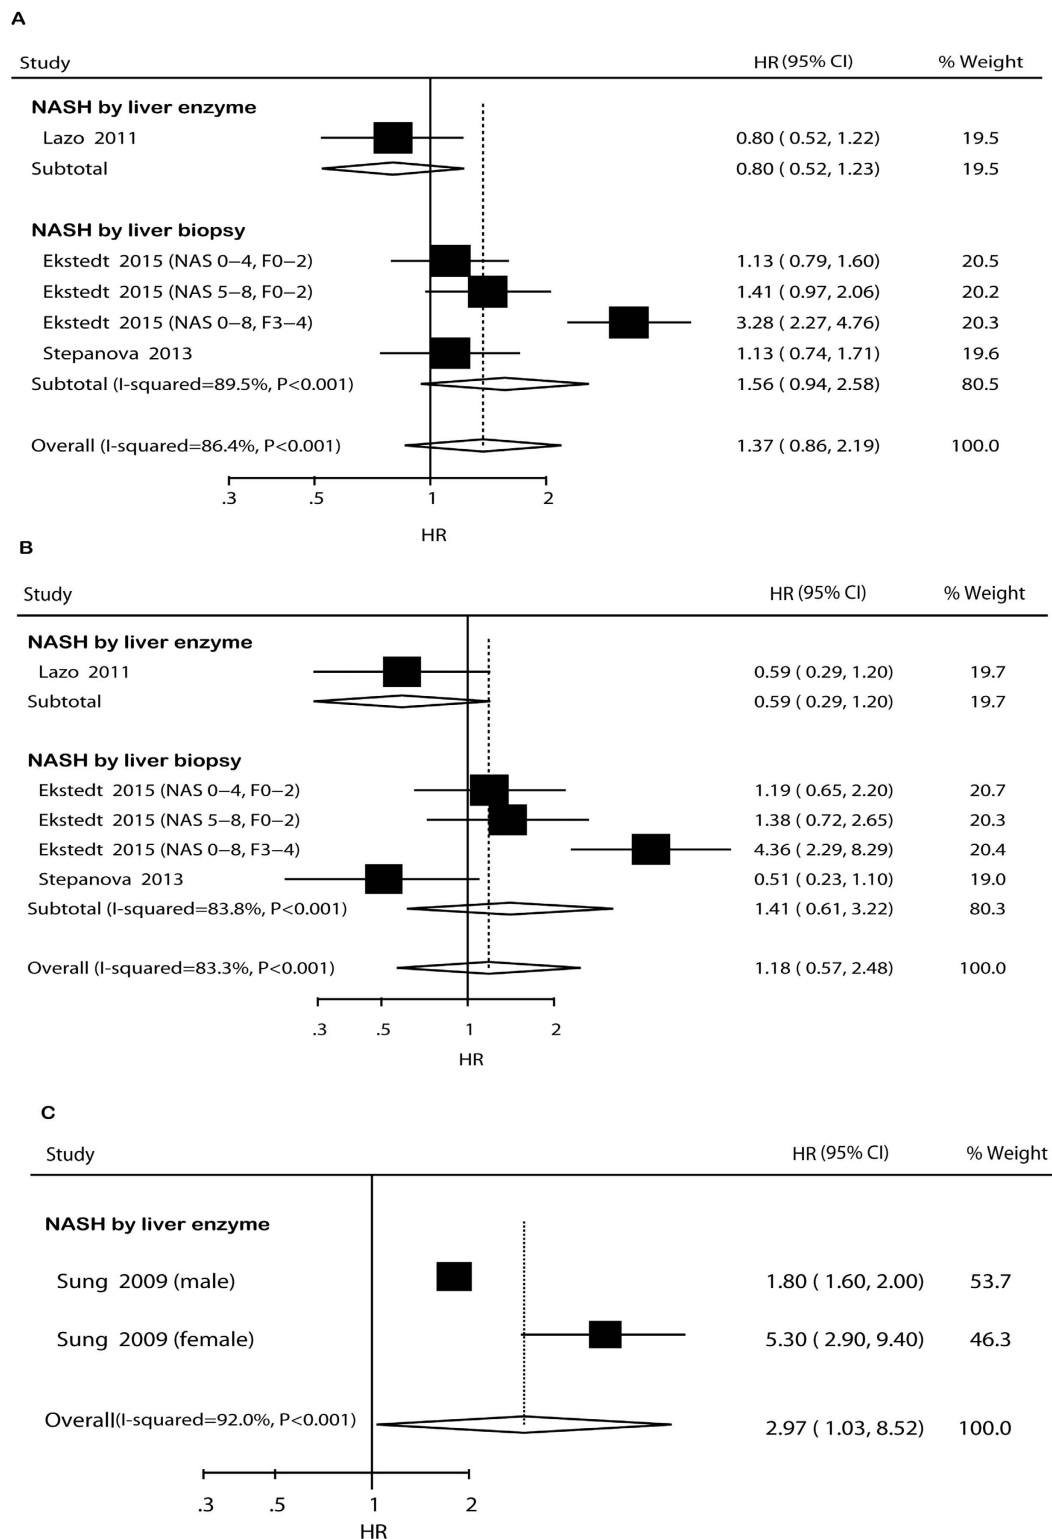 A
Study HR (95% CI) % Weight
NASH by liver enzyme
Lazo 2011 0.80 ( 0.52, 1.22) 19.5
Subtotal 0.80 ( 0.52, 1.23) 19.5
NASH by liver biopsy
Ekstedt 2015 (NAS 0−4, F0−2) 1.13 (0.79, 1.60) 20.5
Ekstedt 2015 (NAS 5−8, F0−2) 1.41 (0.97, 2.06) 20.2
Ekstedt 2015 (NAS 0−8, F3−4) 3.28 (2.27, 4.76) 20.3
Stepanova 2013 1.13 (0.74, 1.71) 19.6
Subtotal (I-squared=89.5%, P<0.001) 1.56 (0.94, 2.58) 80.5
Overall (I-squared=86.4%, P<0.001) 1.37 (0.86, 2.19) 100.0
.3 .5 1 2
HR
B
Study HR (95% CI) % Weight
NASH by liver enzyme
Lazo 2011 0.59 ( 0.29, 1.20) 19.7
Subtotal 0.59 ( 0.29, 1.20) 19.7
NASH by liver biopsy
Ekstedt 2015 (NAS 0−4, F0−2) 1.19 ( 0.65, 2.20) 20.7
Ekstedt 2015 (NAS 5−8, F0−2) 1.38 ( 0.72, 2.65) 20.3
Ekstedt 2015 (NAS 0−8, F3−4) 4.36 ( 2.29, 8.29) 20.4
Stepanova 2013 0.51 ( 0.23, 1.10) 19.0
Subtotal (I-squared=83.8%, P<0.001) 1.41 ( 0.61, 3.22) 80.3
Overall (I-squared=83.3%, P<0.001) 1.18 ( 0.57, 2.48) 100.0
.3 .5 1 2
HR
C
Study HR (95% CI) % Weight
NASH by liver enzyme
Sung 2009 (male) 1.80 ( 1.60, 2.00) 53.7
Sung 2009 (female) 5.30 ( 2.90, 9.40) 46.3
Overall(I-squared=92.0%, P<0.001) 2.97 ( 1.03, 8.52) 100.0
.3 .5 1 2
HR